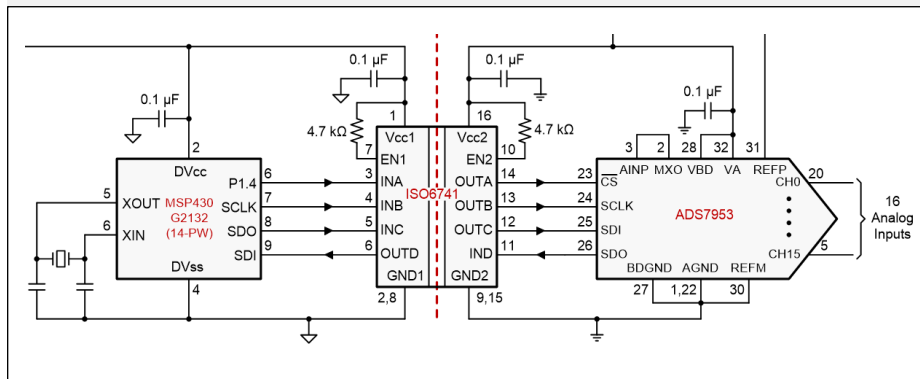 0.1 µF
0.1 µF
0.1 µF
0.1 µF
1
16
4.7 kΩ
4.7 kΩ
2
3
2
28
32
31
Vcc1
Vcc2
7
EN1
EN2
10
AINP
MXO
VBD
VA
REFP
20
DVcc
P1.4
6
3
INA
OUTA
14
23
CS
CH0
5
XOUT
MSP430
G2132
(14-PW)
SCLK
7
4
INB
ISO6741
OUTB
13
24
SCLK
ADS7953
16
Analog
Inputs
6
XIN
SDO
8
5
INC
OUTC
12
25
SDI
SDI
9
6
OUTD
IND
11
26
SDO
CH15
5
DVss
GND1
GND2
BDGND
AGND
REFM
4
2,8
9,15
27
1,22
30